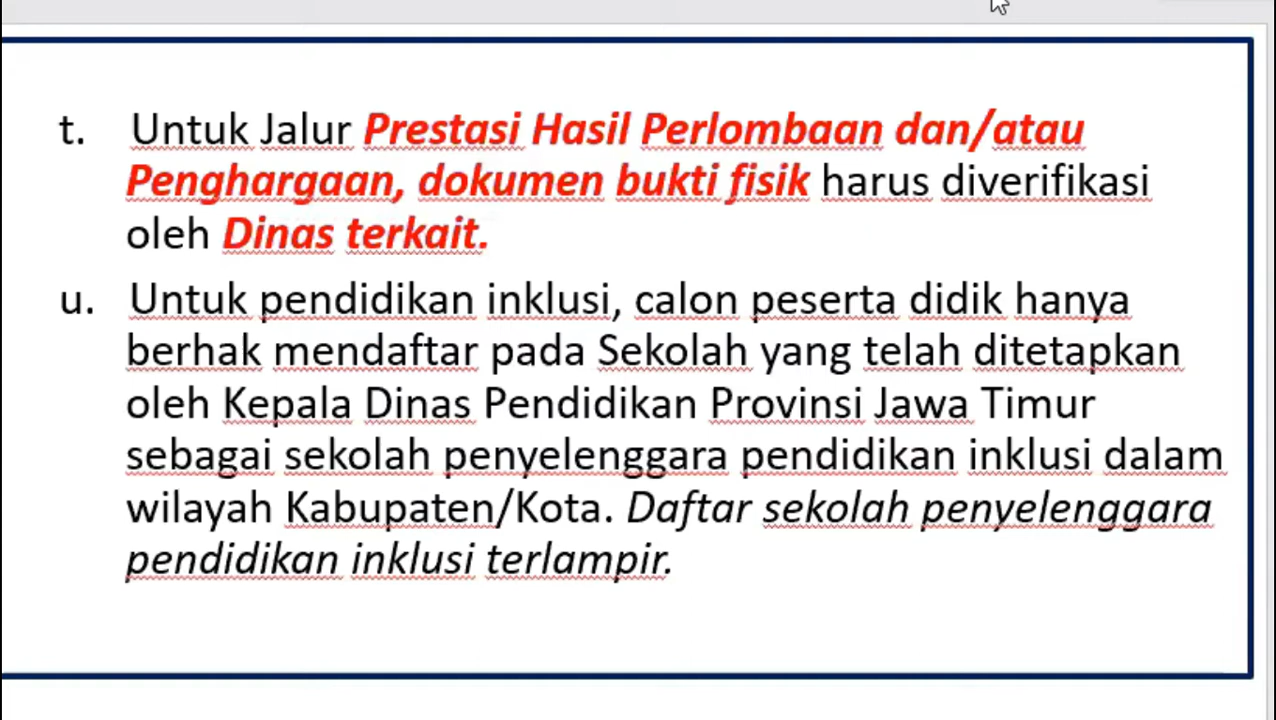 t. Untuk Jalur Prestasi Hasil Perlombaan dan/atau
Penghargaan, dokumen bukti fisik harus diverifikasi
oleh Dinas terkait.
u. Untuk pendidikan inklusi, calon peserta didik hanya
berhak mendaftar pada Sekolah yang telah ditetapkan
oleh Kepala Dinas Pendidikan Provinsi Jawa Timur
sebagai sekolah penyelenggara pendidikan inklusi dalam
wilayah Kabupaten/Kota. Daftar sekolah penyelenggara
pendidikan inklusi terlampir.